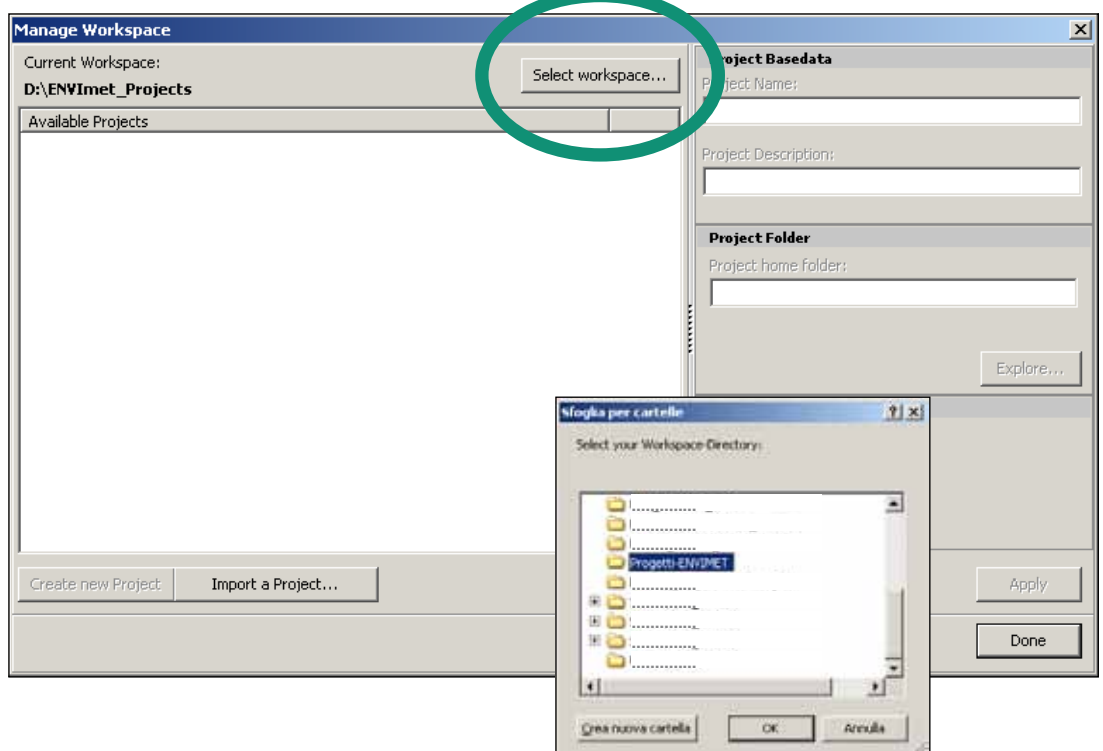 Manage Workspace
Current Workspace:
D:\ENVImet_Projects
Select workspace...
Available Projects
Project Basedata
Project Name:
Project Description:
Project Folder
Project home folder:
Explore...
Create new Project
Import a Project...
Apply
Done
Sfoglia per cartelle
Select your Workspace-Directory:
Progetti-ENVIMET
Crea nuova cartella
OK
Annulla